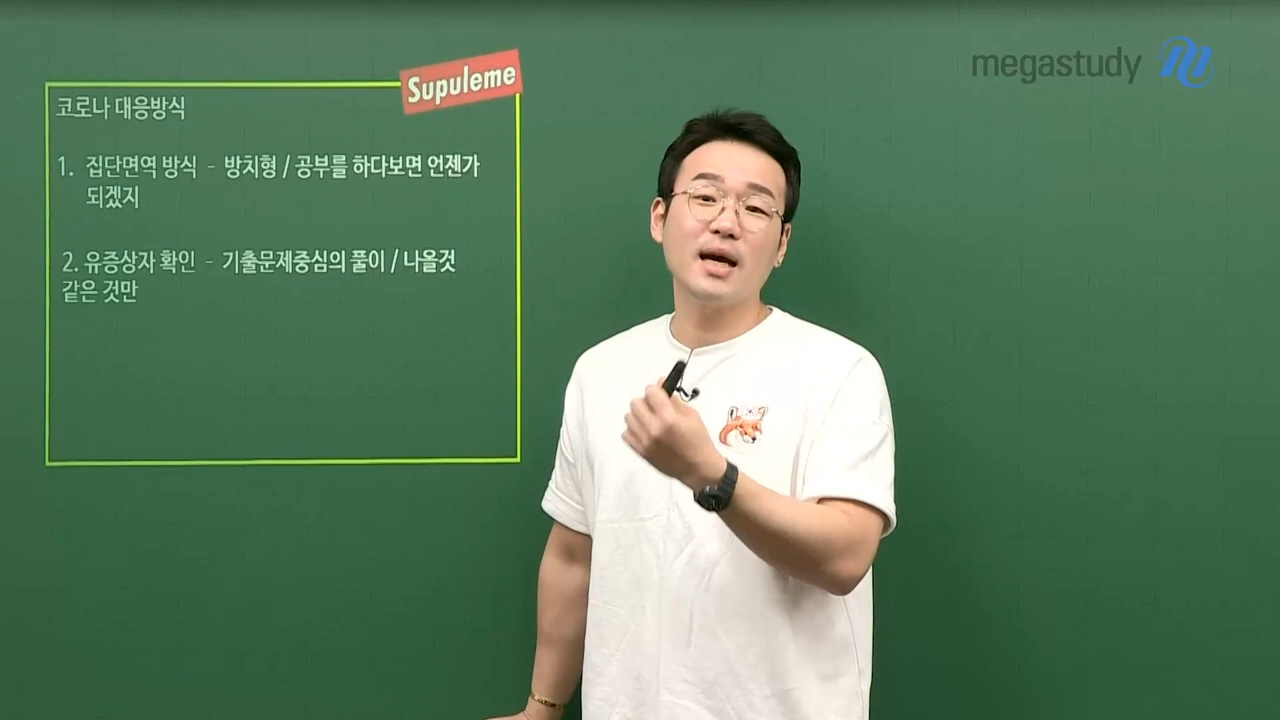 megastudy
Supuleme
코로나 대응방식
1. 집단면역 방식 - 방치형 / 공부를 하다보면 언젠가
되겠지
2. 유증상자 확인 - 기출문제중심의 풀이 / 나올것
같은 것만